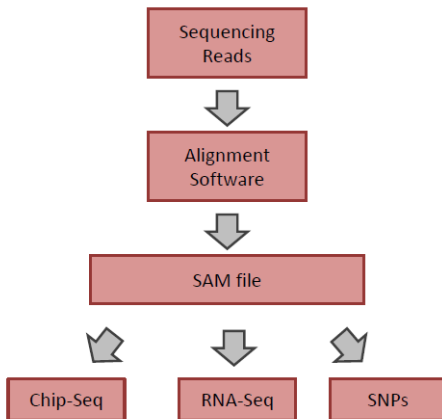 Sequencing
Reads
Alignment
Software
SAM file
Chip-Seq
RNA-Seq
SNPs